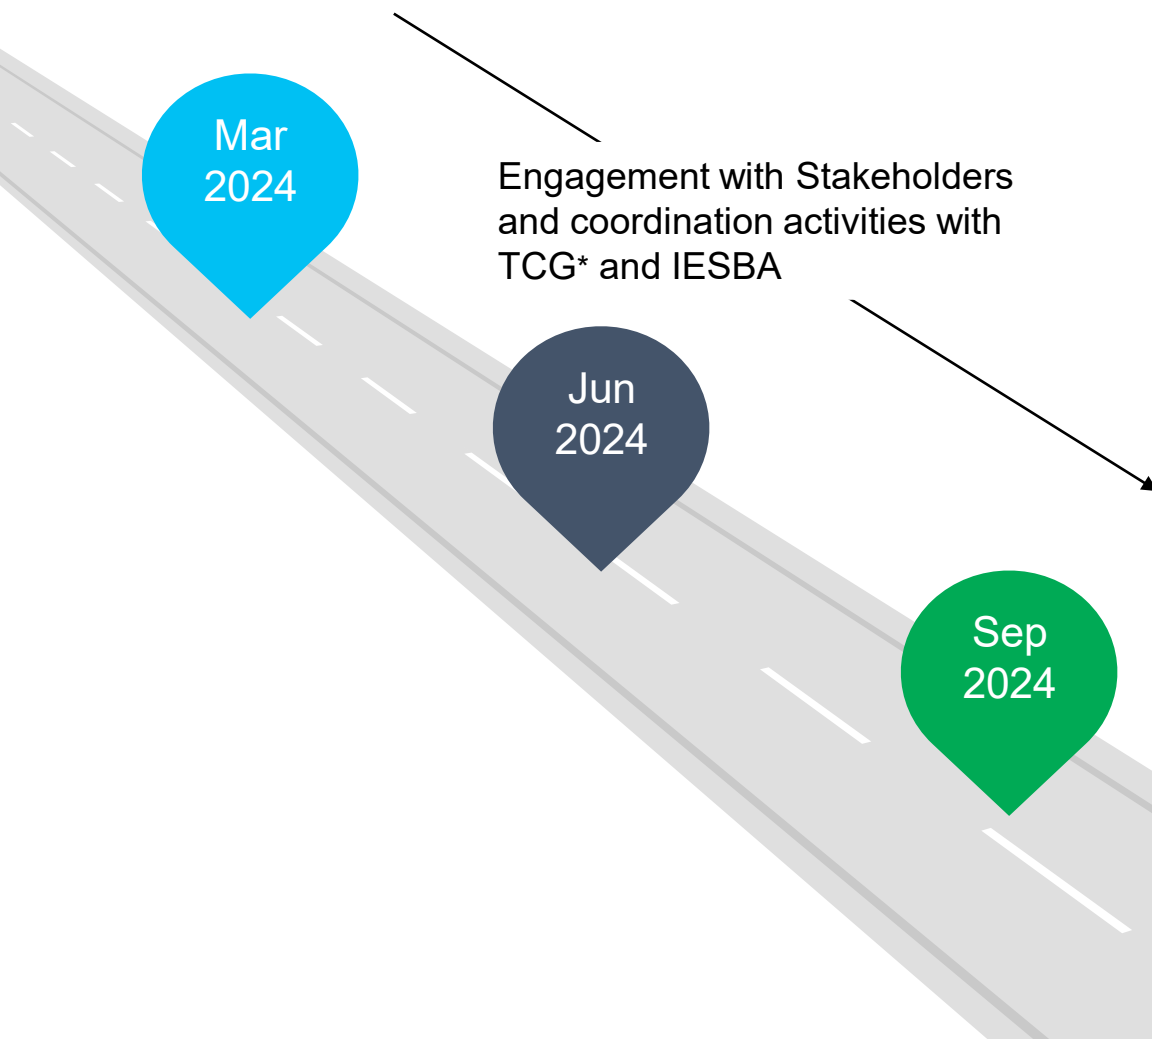 Mar
2024
Engagement with Stakeholders
and coordination activities with
TCG* and IESBA
Jun
2024
Sep
2024